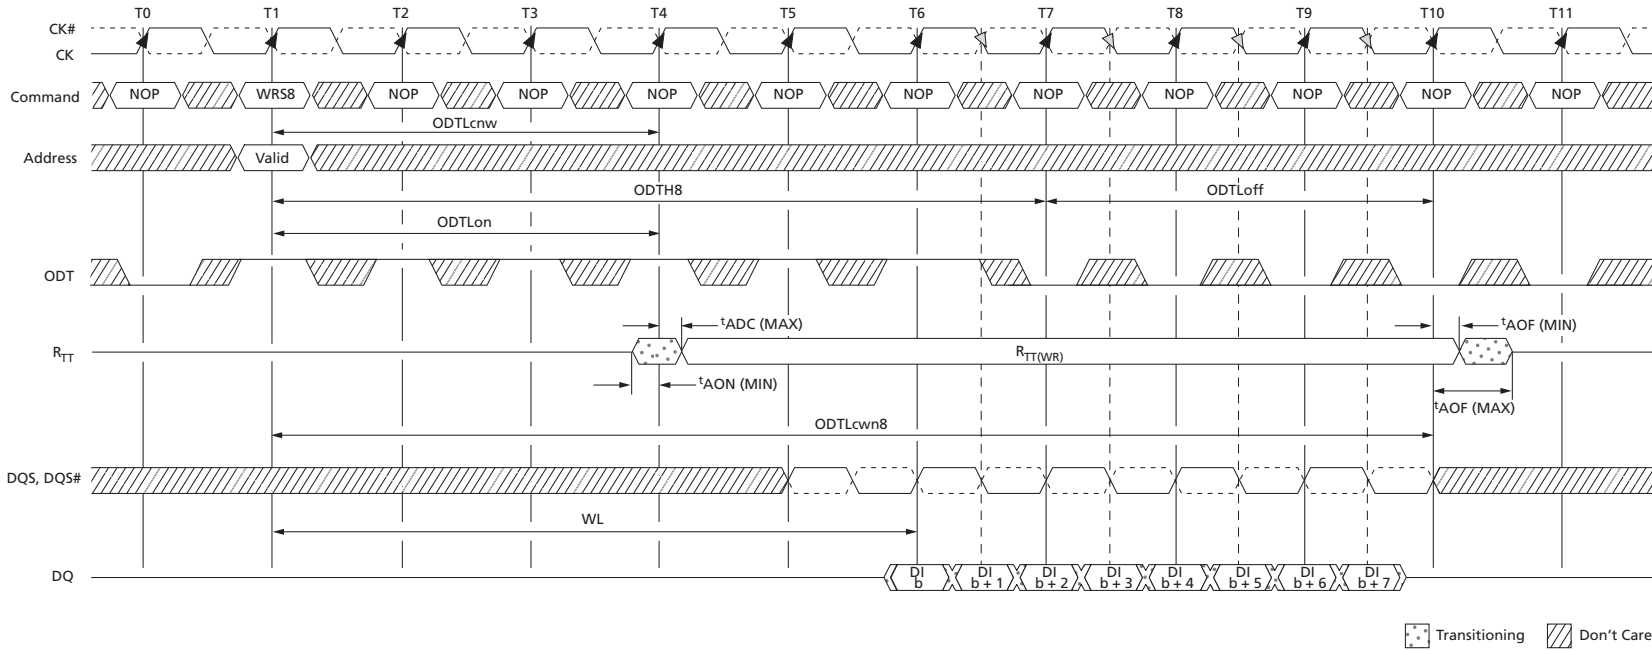 T0 T1 T2 T3 T4 T5 T6 T7 T8 T9 T10 T11
CK#
CK
Command NOP WRS8 NOP NOP NOP NOP NOP NOP NOP NOP NOP NOP
ODTLcnw
Address Valid
ODTH8 ODTLoff
ODTLon
ODT
tADC (MAX) tAOF (MIN)
RTT RTT(WR)
tAON (MIN)
tAOF (MAX)
ODTLcwn8
DQS, DQS#
WL
DQ DI b DI b + 1 DI b + 2 DI b + 3 DI b + 4 DI b + 5 DI b + 6 DI b + 7
Transitioning Don't Care